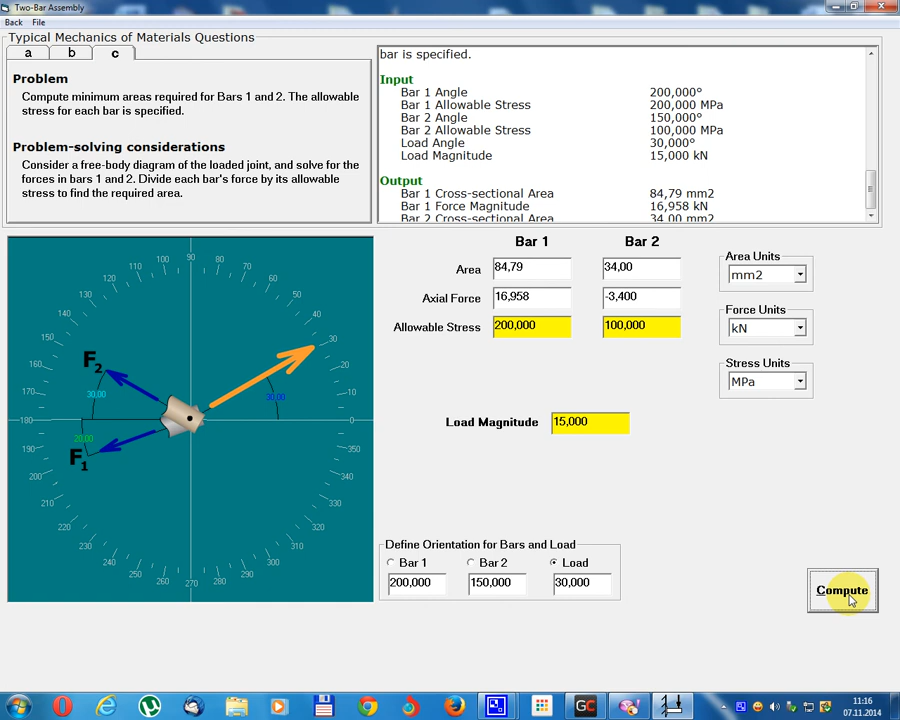 Two-Bar Assembly
Back File
Typical Mechanics of Materials Questions
a b c
Problem
Compute minimum areas required for Bars 1 and 2. The allowable
stress for each bar is specified.
Problem-solving considerations
Consider a free-body diagram of the loaded joint, and solve for the
forces in bars 1 and 2. Divide each bar's force by its allowable
stress to find the required area.
bar is specified.
Input
Bar 1 Angle 200,000°
Bar 1 Allowable Stress 200,000 MPa
Bar 2 Angle 150,000°
Bar 2 Allowable Stress 100,000 MPa
Load Angle 30,000°
Load Magnitude 15,000 kN
Output
Bar 1 Cross-sectional Area 84,79 mm2
Bar 1 Force Magnitude 16,958 kN
Bar 2 Cross-sectional Area 34,00 mm2
90
100 80
110 70
120 60
130 50
140 40
150 30
160 20
170 10
180 0
190 350
200 340
210 330
220 320
230 310
240 300
250 290
260 280
270
F2
30,00
30,00
20,00
F1
Bar 1 Bar 2
Area 84,79 34,00
Axial Force 16,958 -3,400
Allowable Stress 200,000 100,000
Load Magnitude 15,000
Area Units
mm2
Force Units
kN
Stress Units
MPa
Define Orientation for Bars and Load
Bar 1 Bar 2 Load
200,000 150,000 30,000
Compute
GC
11:16
07.11.2014